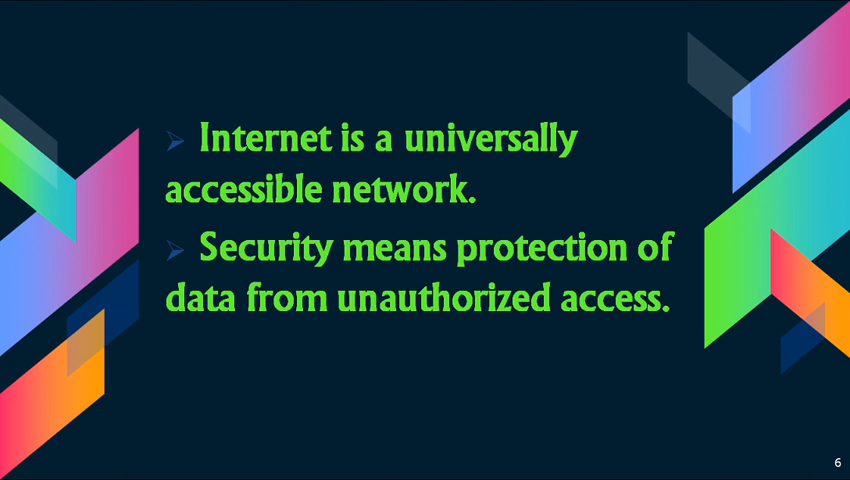 ➢ Internet is a universally
accessible network.
➢ Security means protection of
data from unauthorized access.
6